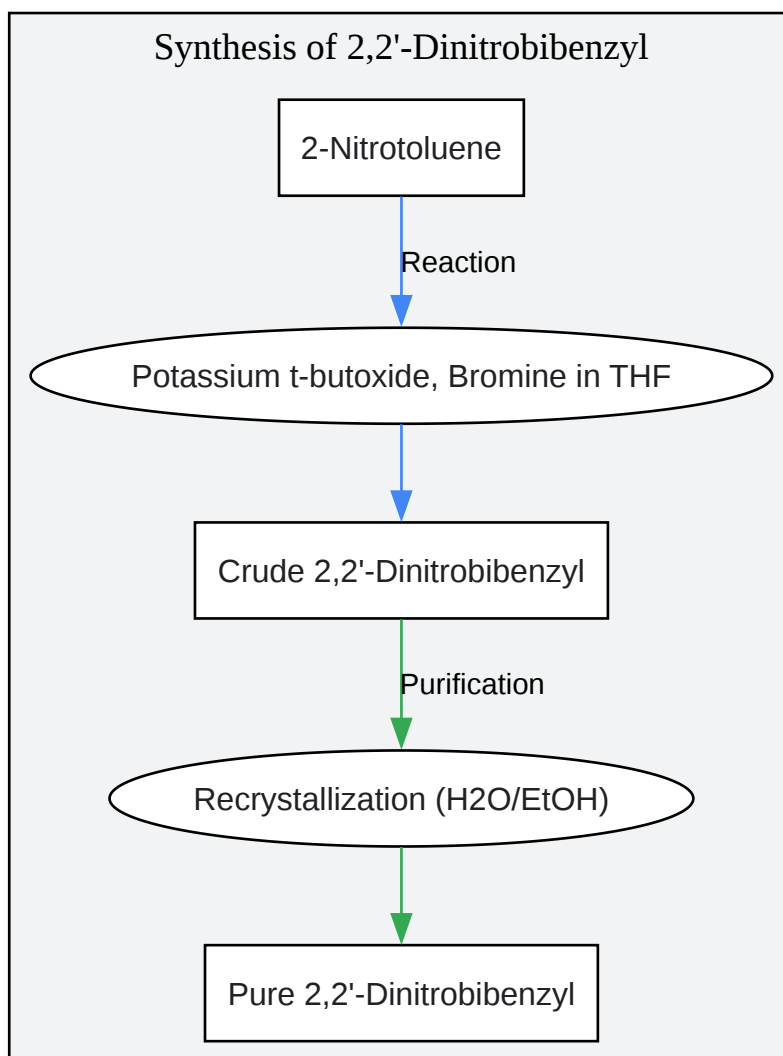 Synthesis of 2,2'-Dinitrobibenzyl
2-Nitrotoluene
Reaction
Potassium t-butoxide, Bromine in THF
Crude 2,2'-Dinitrobibenzyl
Purification
Recrystallization (H2O/EtOH)
Pure 2,2'-Dinitrobibenzyl